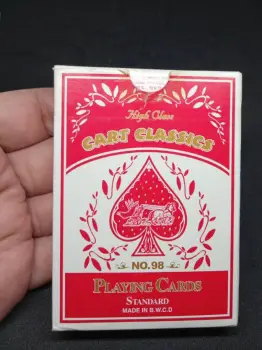 High Class
CART CLASSICS
NO.98
PLAYING CARDS
STANDARD
MADE IN B.W.C.D